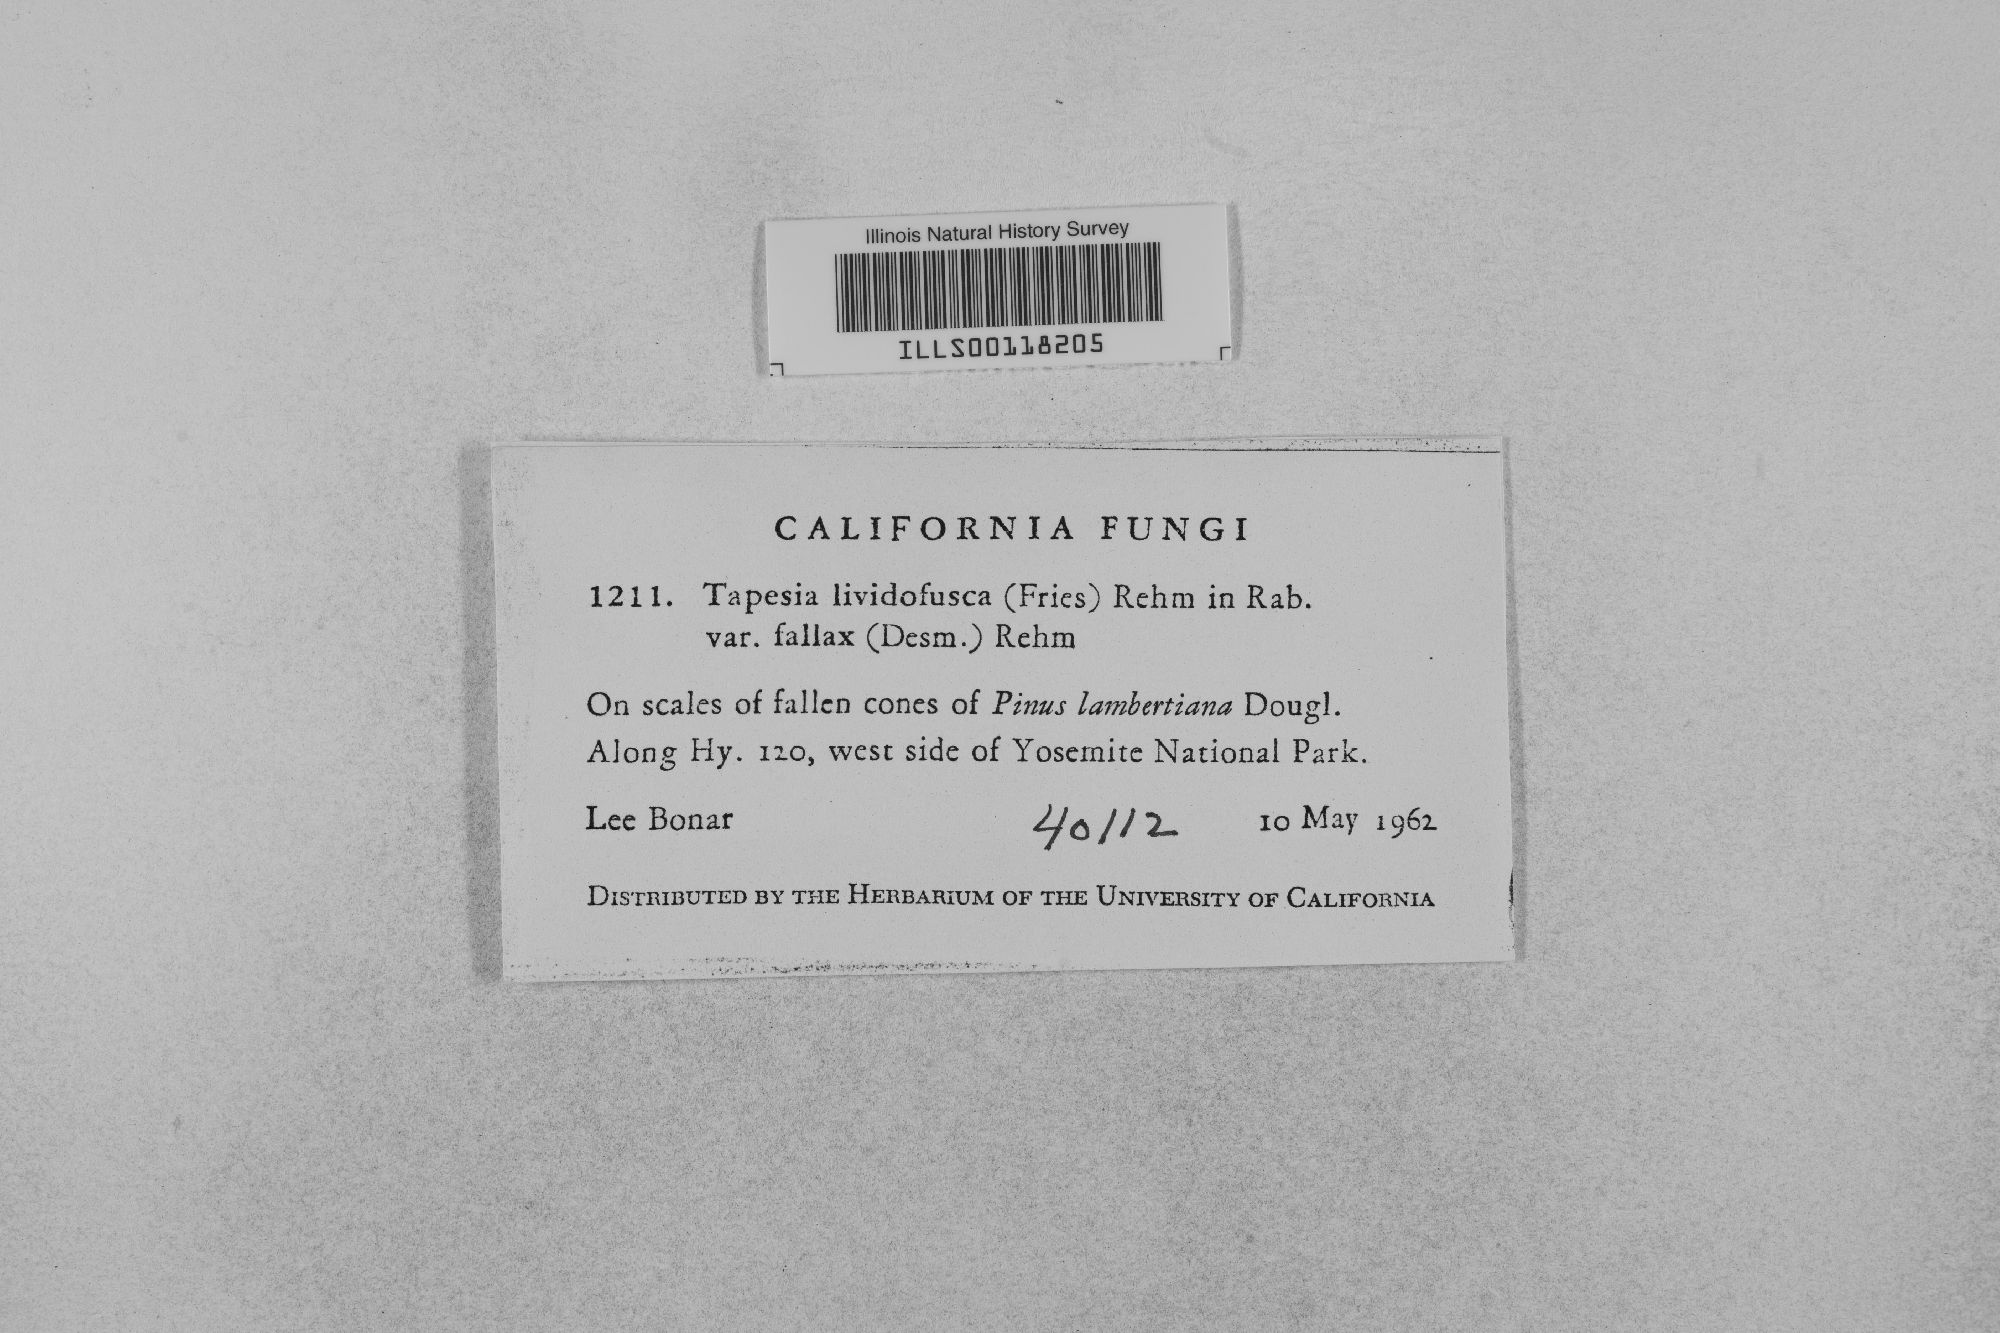 Illinois Natural History Survey
ILLS00118205
CALIFORNIA FUNGI
1211. Tapesia lividofusca (Fries) Rehm in Rab.
var. fallax (Desm.) Rehm
On scales of fallen cones of Pinus lambertiana Dougl.
Along Hy. 120, west side of Yosemite National Park.
Lee Bonar 40112 10 May 1962
DISTRIBUTED BY THE HERBARIUM OF THE UNIVERSITY OF CALIFORNIA